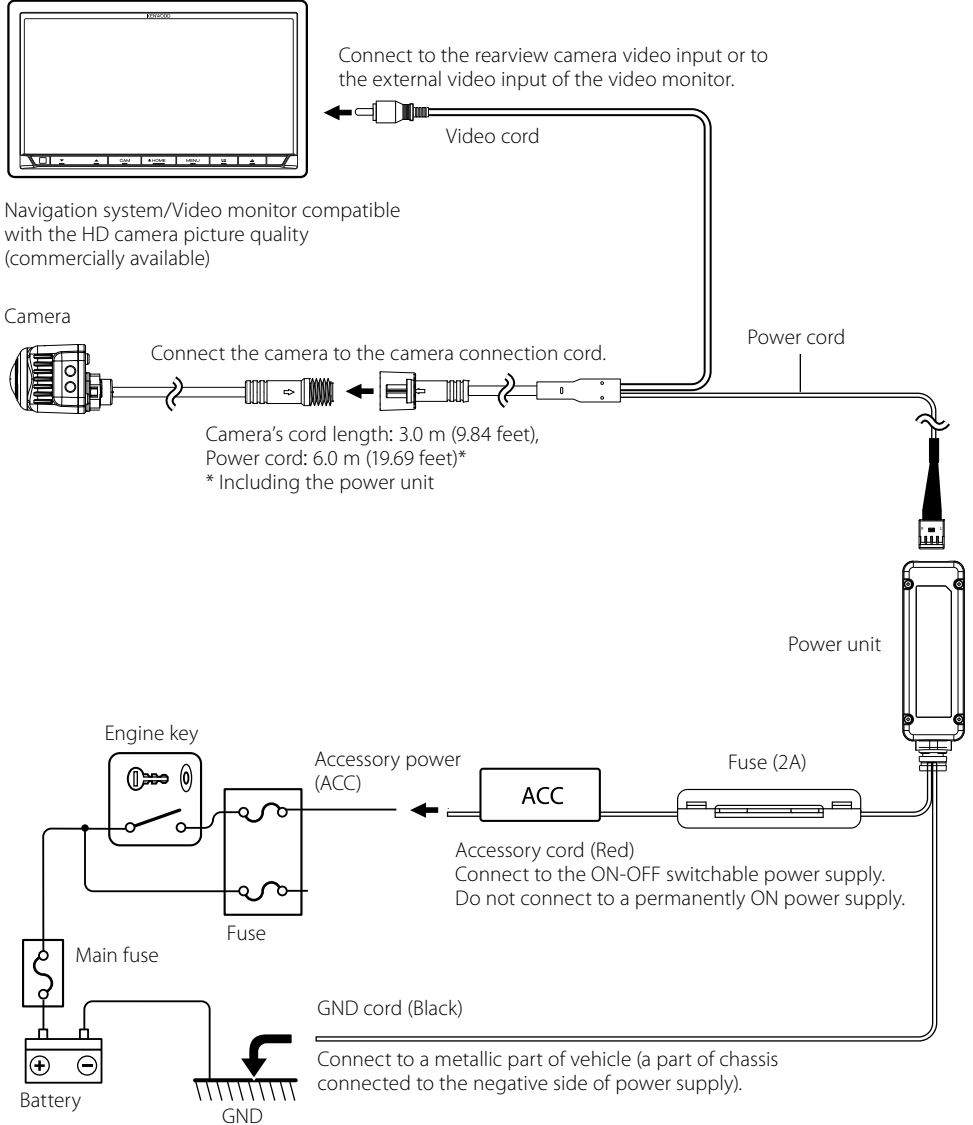 KENWOOD
CAM
HOME
MENU
Connect to the rearview camera video input or to
the external video input of the video monitor.
Video cord
Navigation system/Video monitor compatible
with the HD camera picture quality
(commercially available)
Camera
Connect the camera to the camera connection cord.
Power cord
Camera's cord length: 3.0 m (9.84 feet),
Power cord: 6.0 m (19.69 feet)*
* Including the power unit
Power unit
Engine key
Accessory power
(ACC)
ACC
Fuse (2A)
Accessory cord (Red)
Connect to the ON-OFF switchable power supply.
Do not connect to a permanently ON power supply.
Fuse
Main fuse
GND cord (Black)
Connect to a metallic part of vehicle (a part of chassis
connected to the negative side of power supply).
Battery
GND